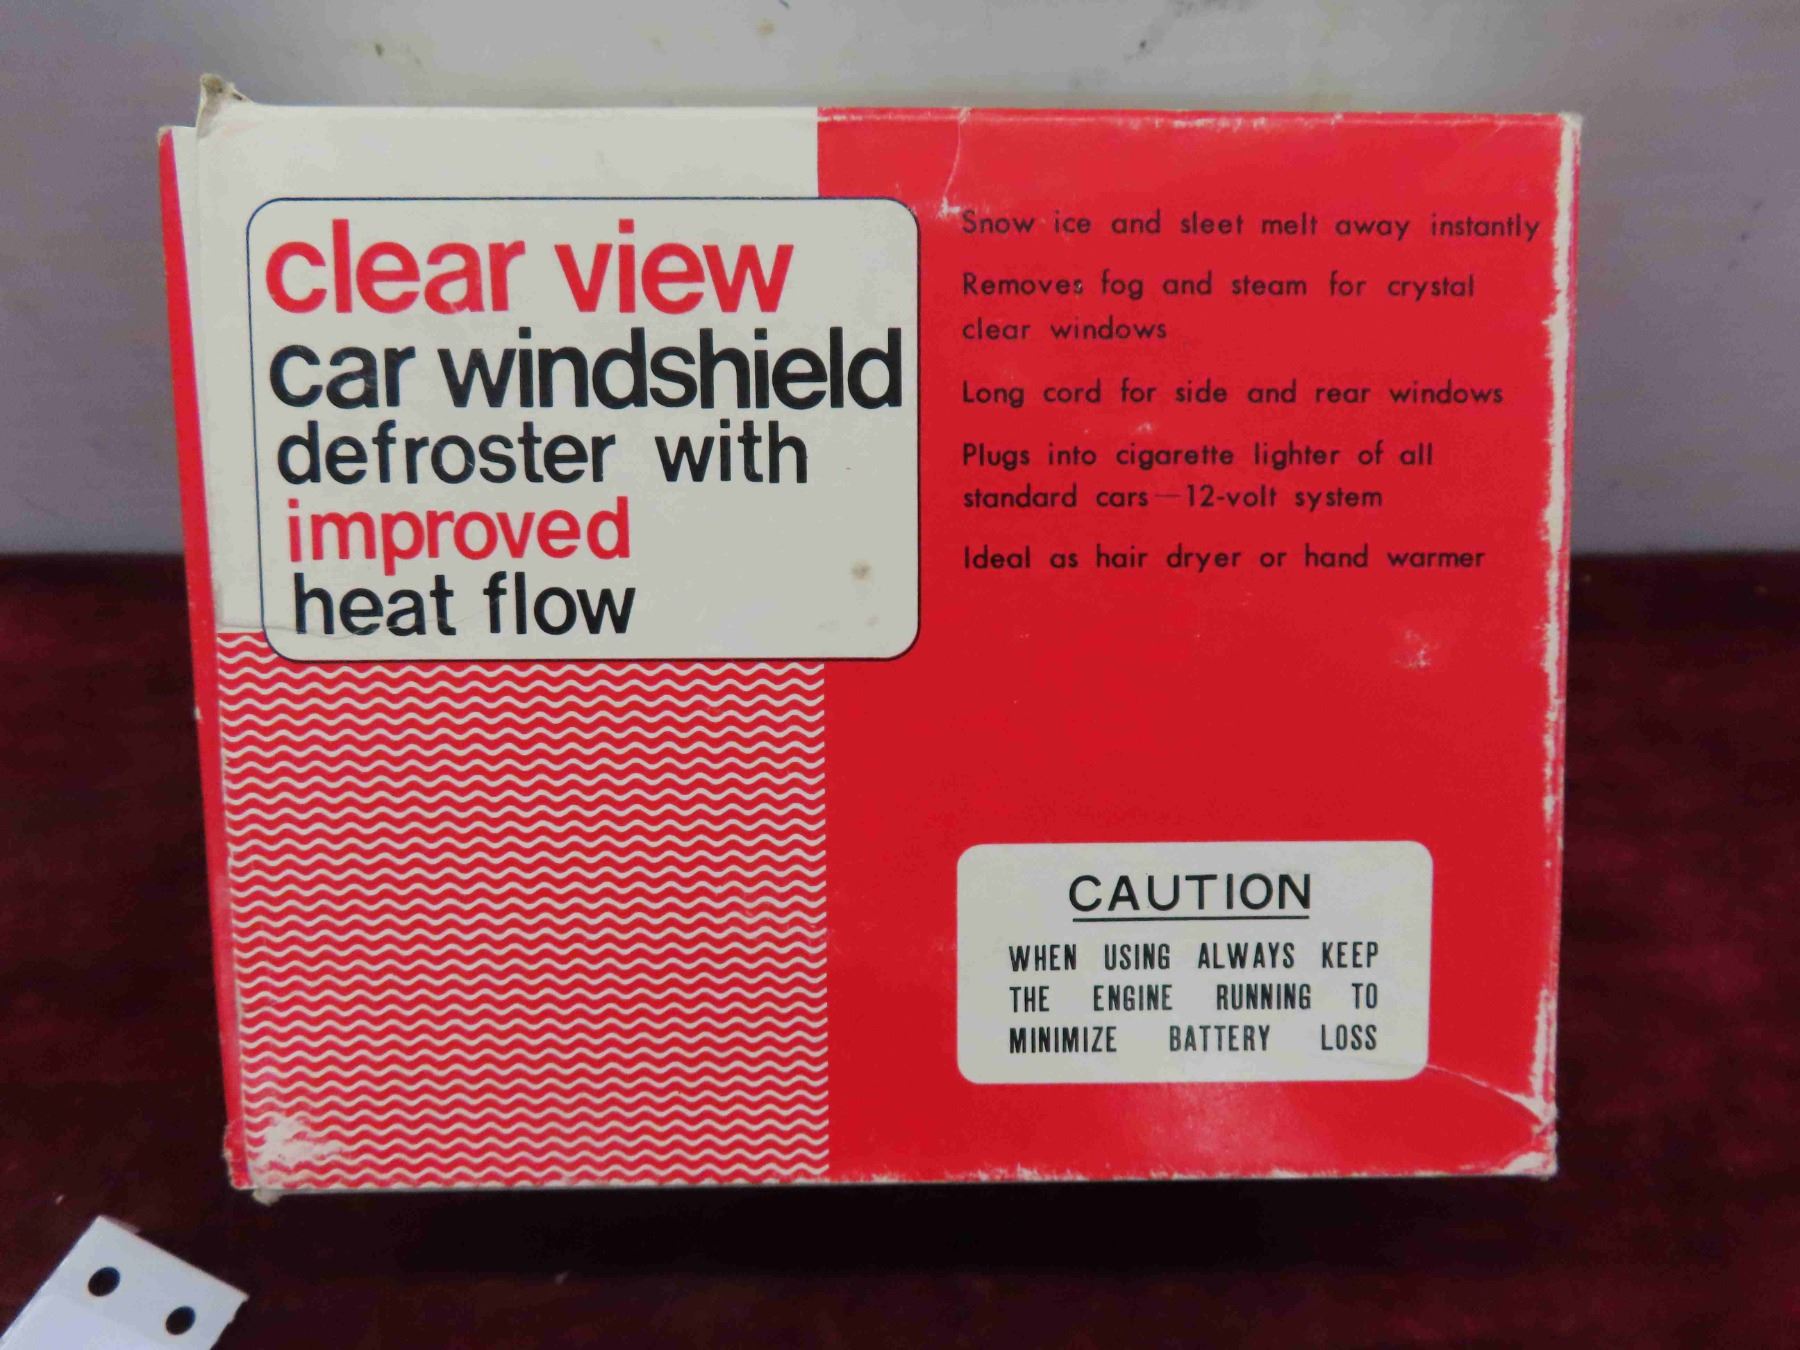 clear view
car windshield
defroster with
improved
heat flow
Snow ice and sleet melt away instantly
Removes fog and steam for crystal
clear windows
Long cord for side and rear windows
Plugs into cigarette lighter of all
standard cars — 12-volt system
Ideal as hair dryer or hand warmer
CAUTION
WHEN USING ALWAYS KEEP
THE ENGINE RUNNING TO
MINIMIZE BATTERY LOSS